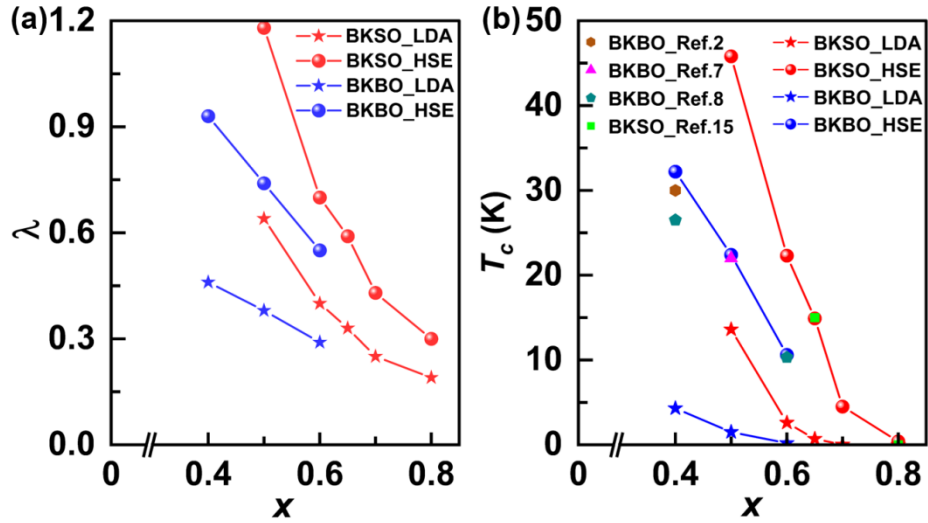 (a)
1.2
0.9
0.6
0.3
0.0
λ
BKSO_LDA
BKSO_HSE
BKBO_LDA
BKBO_HSE
0 0.4 0.6 0.8
x
(b)
50
40
30
20
10
0
Tc (K)
BKBO_Ref.2
BKBO_Ref.7
BKBO_Ref.8
BKSO_Ref.15
BKSO_LDA
BKSO_HSE
BKBO_LDA
BKBO_HSE
0 0.4 0.6 0.8
x